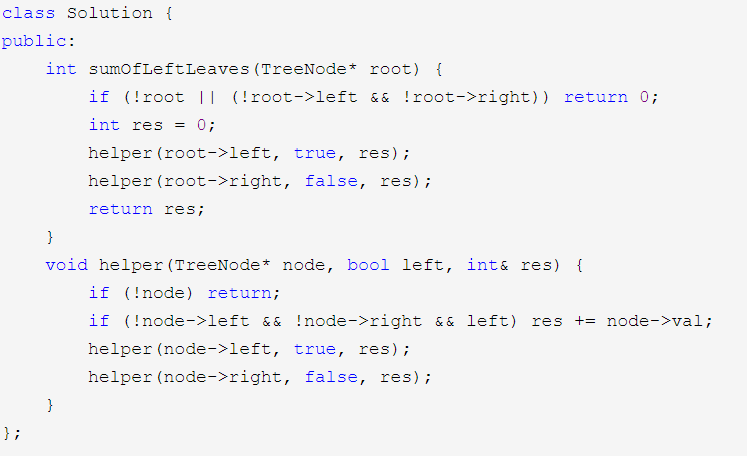 class Solution {
public:
    int sumOfLeftLeaves(TreeNode* root) {
        if (!root || (!root->left && !root->right)) return 0;
        int res = 0;
        helper(root->left, true, res);
        helper(root->right, false, res);
        return res;
    }
    void helper(TreeNode* node, bool left, int& res) {
        if (!node) return;
        if (!node->left && !node->right && left) res += node->val;
        helper(node->left, true, res);
        helper(node->right, false, res);
    }
};